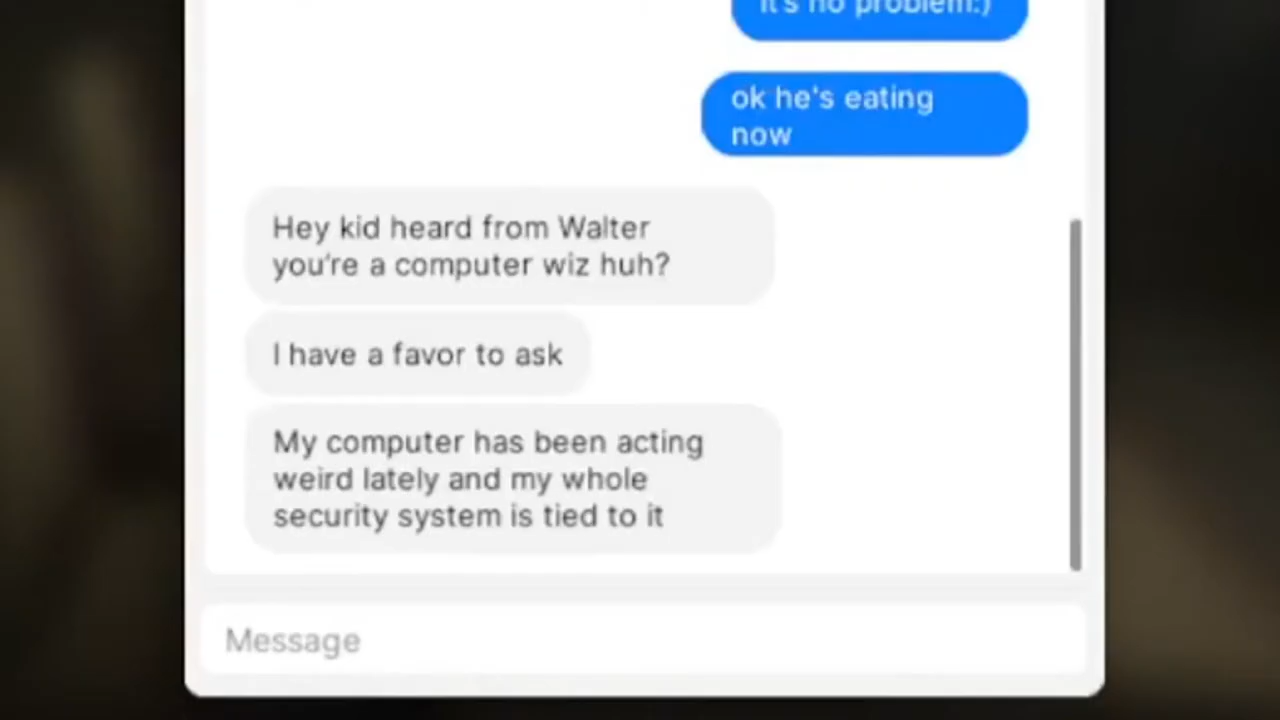 it's no problem:)
ok he's eating
now
Hey kid heard from Walter
you're a computer wiz huh?
I have a favor to ask
My computer has been acting
weird lately and my whole
security system is tied to it
Message